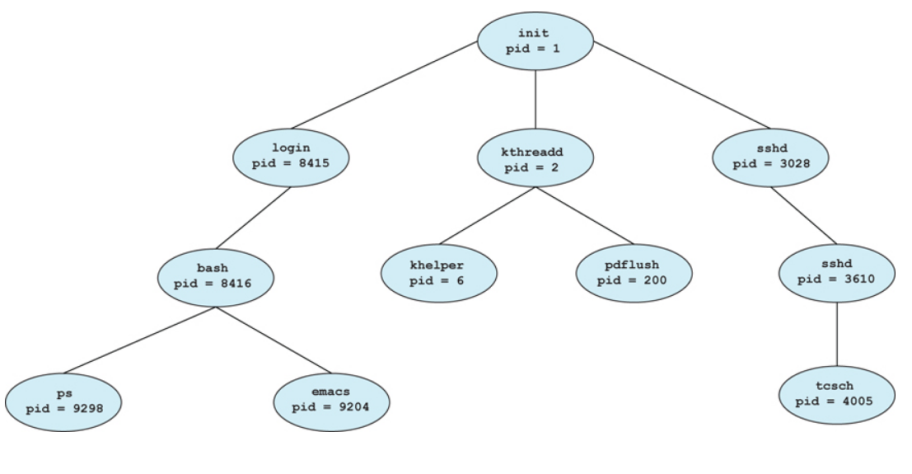 init
pid = 1
login
pid = 8415
kthreadd
pid = 2
sshd
pid = 3028
bash
pid = 8416
khelper
pid = 6
pdflush
pid = 200
sshd
pid = 3610
ps
pid = 9298
emacs
pid = 9204
tcsch
pid = 4005